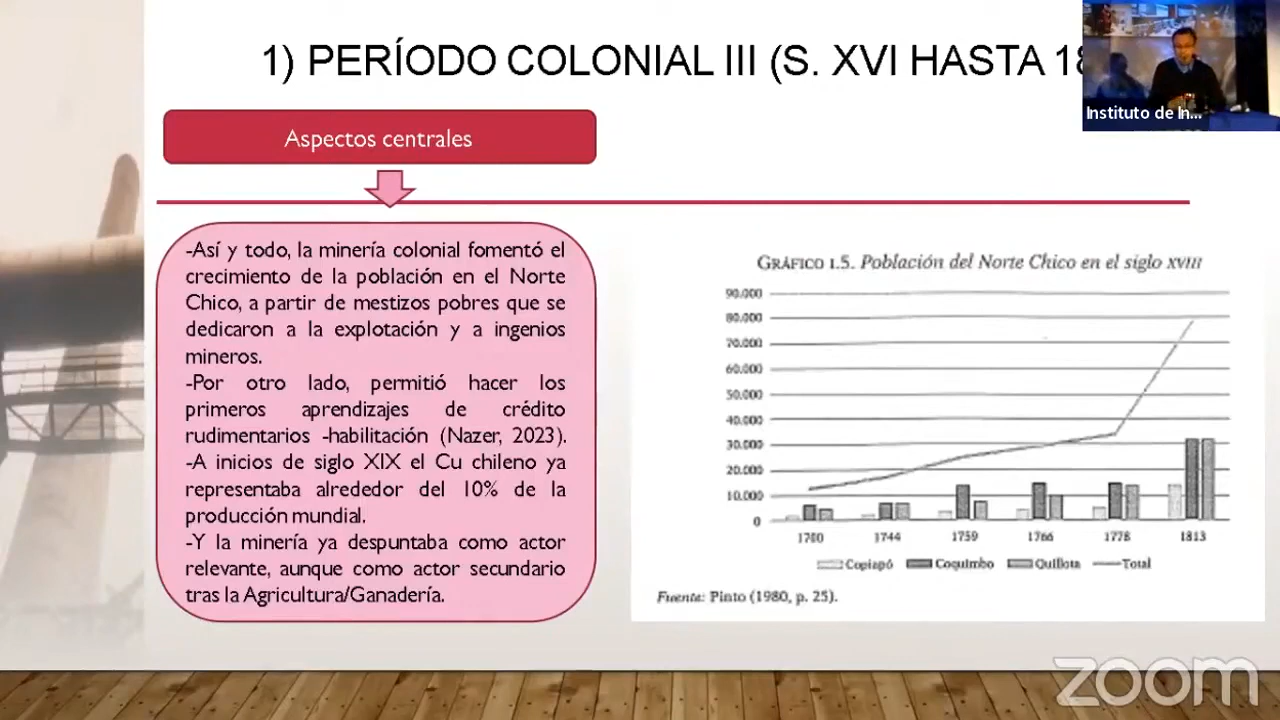 1) PERÍODO COLONIAL III (S. XVI HASTA 18
Instituto de In...
Aspectos centrales
-Así y todo, la minería colonial fomentó el
crecimiento de la población en el Norte
Chico, a partir de mestizos pobres que se
dedicaron a la explotación y a ingenios
mineros.
-Por otro lado, permitió hacer los
primeros aprendizajes de crédito
rudimentarios -habilitación (Nazer, 2023).
-A inicios de siglo XIX el Cu chileno ya
representaba alrededor del 10% de la
producción mundial.
-Y la minería ya despuntaba como actor
relevante, aunque como actor secundario
tras la Agricultura/Ganadería.
GRÁFICO 1.5. Población del Norte Chico en el siglo XVIII
90.000
80.000
70.000
60.000
50.000
40.000
30.000
20.000
10.000
0
1700 1744 1759 1766 1778 1813
Copiapó Coquimbo Quillota Total
Fuente: Pinto (1980, p. 25).
zoom